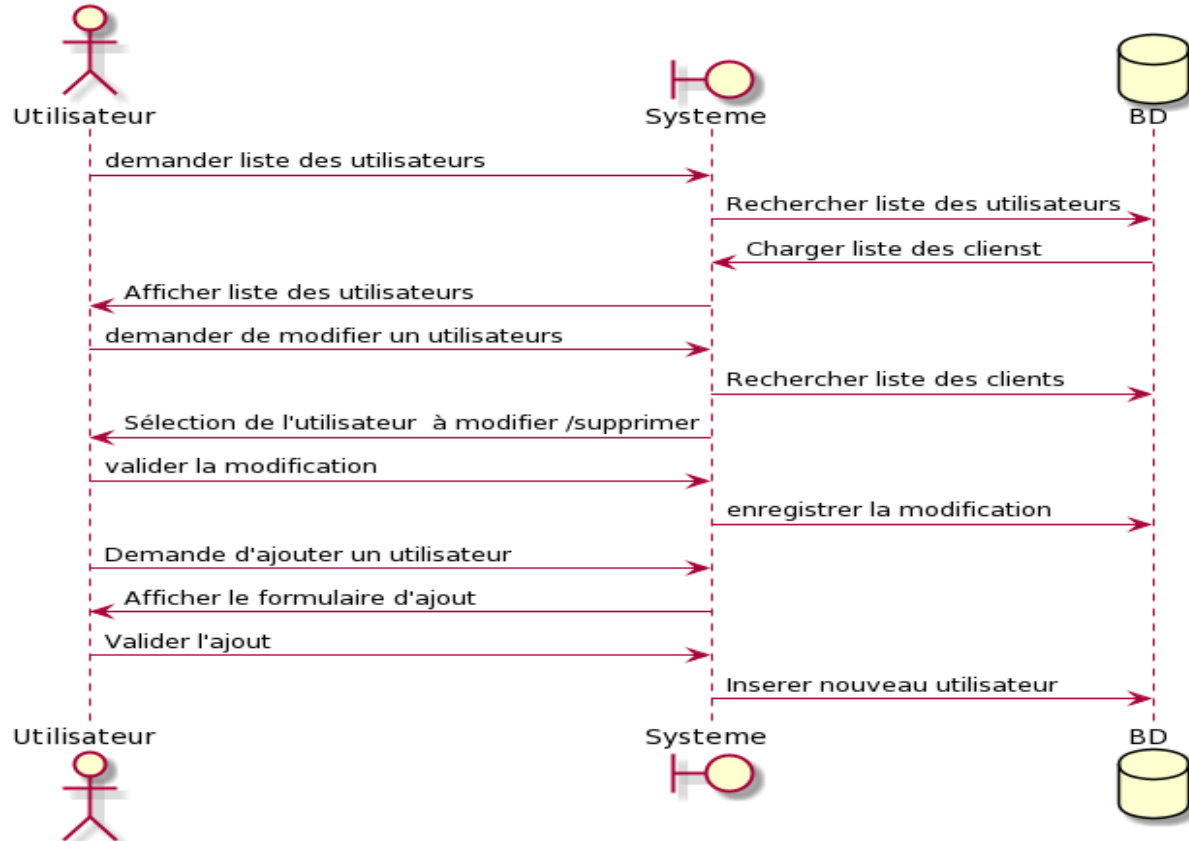 Utilisateur
Systeme
BD
demander liste des utilisateurs
Rechercher liste des utilisateurs
Charger liste des clienst
Afficher liste des utilisateurs
demander de modifier un utilisateurs
Rechercher liste des clients
Sélection de l'utilisateur  à modifier /supprimer
valider la modification
enregistrer la modification
Demande d'ajouter un utilisateur
Afficher le formulaire d'ajout
Valider l'ajout
Inserer nouveau utilisateur
Utilisateur
Systeme
BD